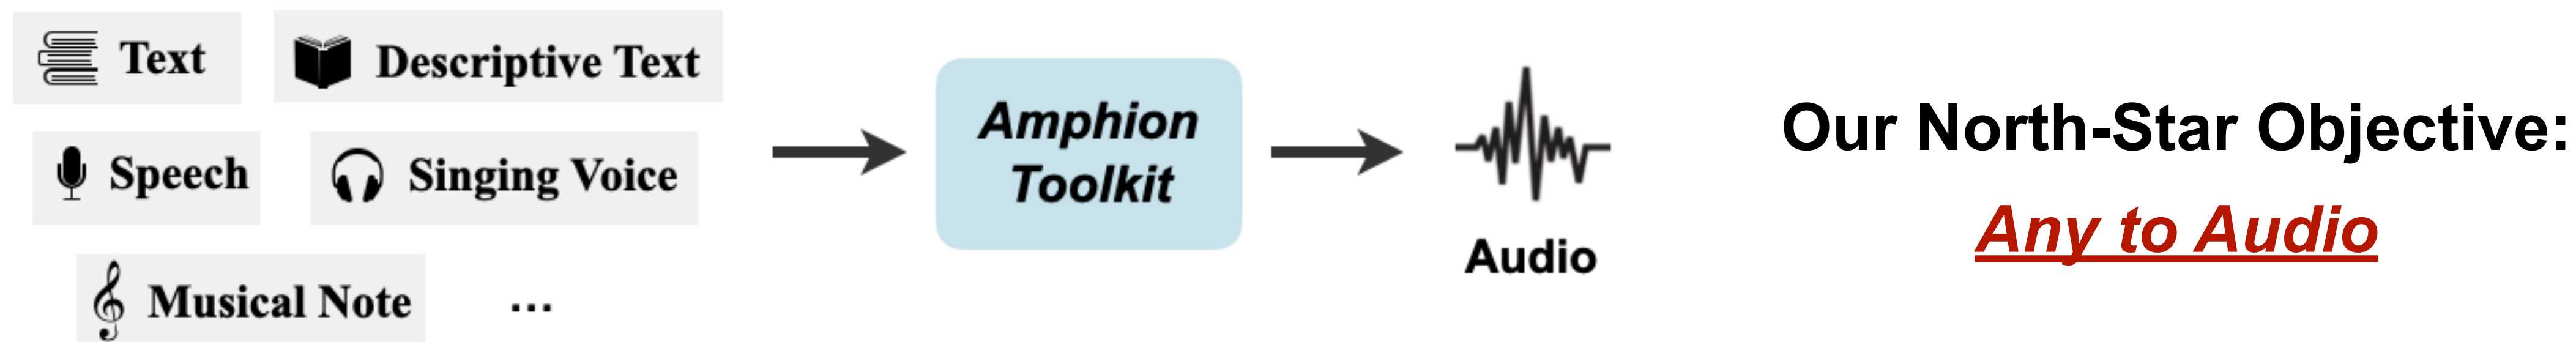 Text
Descriptive Text
Speech
Singing Voice
Musical Note
...
Amphion
Toolkit
Audio
Our North-Star Objective:
Any to Audio